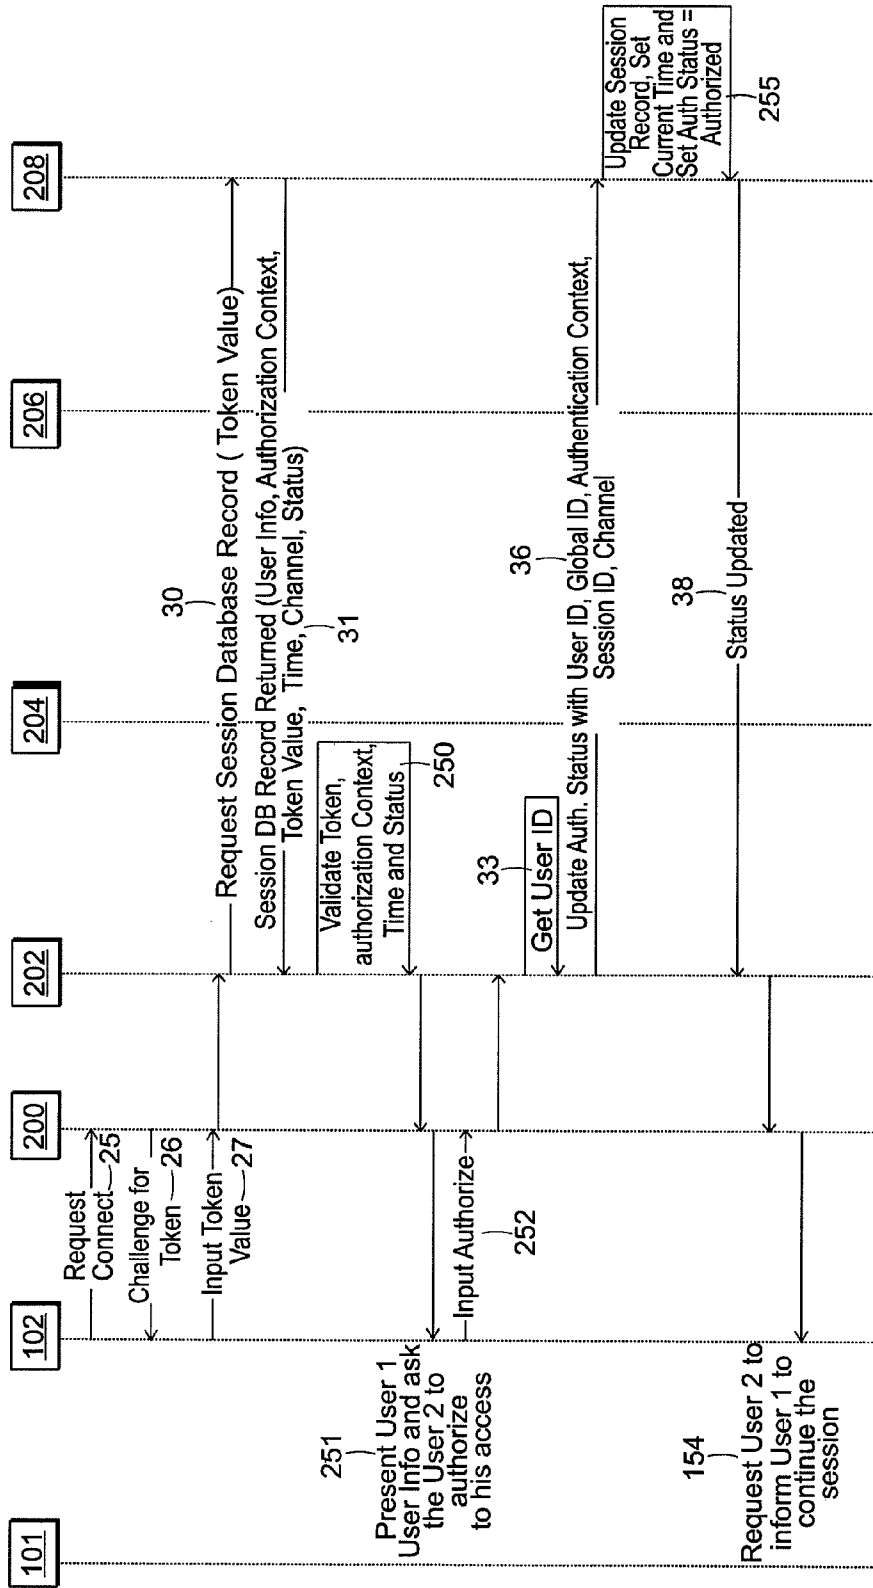 101
102
200
202
204
206
208
Request
Connect 25
Challenge for
Token 26
Input Token
Value 27
30
Request Session Database Record ( Token Value)
Session DB Record Returned (User Info, Authorization Context,
Token Value, Time, Channel, Status)
31
Validate Token,
authorization Context,
Time and Status
250
251
Present User 1
User Info and ask
the User 2 to
authorize
to his access
Input Authorize
252
33
Get User ID
36
Update Auth. Status with User ID, Global ID, Authentication Context,
Session ID, Channel
Update Session
Record, Set
Current Time and
Set Auth Status =
Authorized
255
38
Status Updated
154
Request User 2 to
inform User 1 to
continue the
session